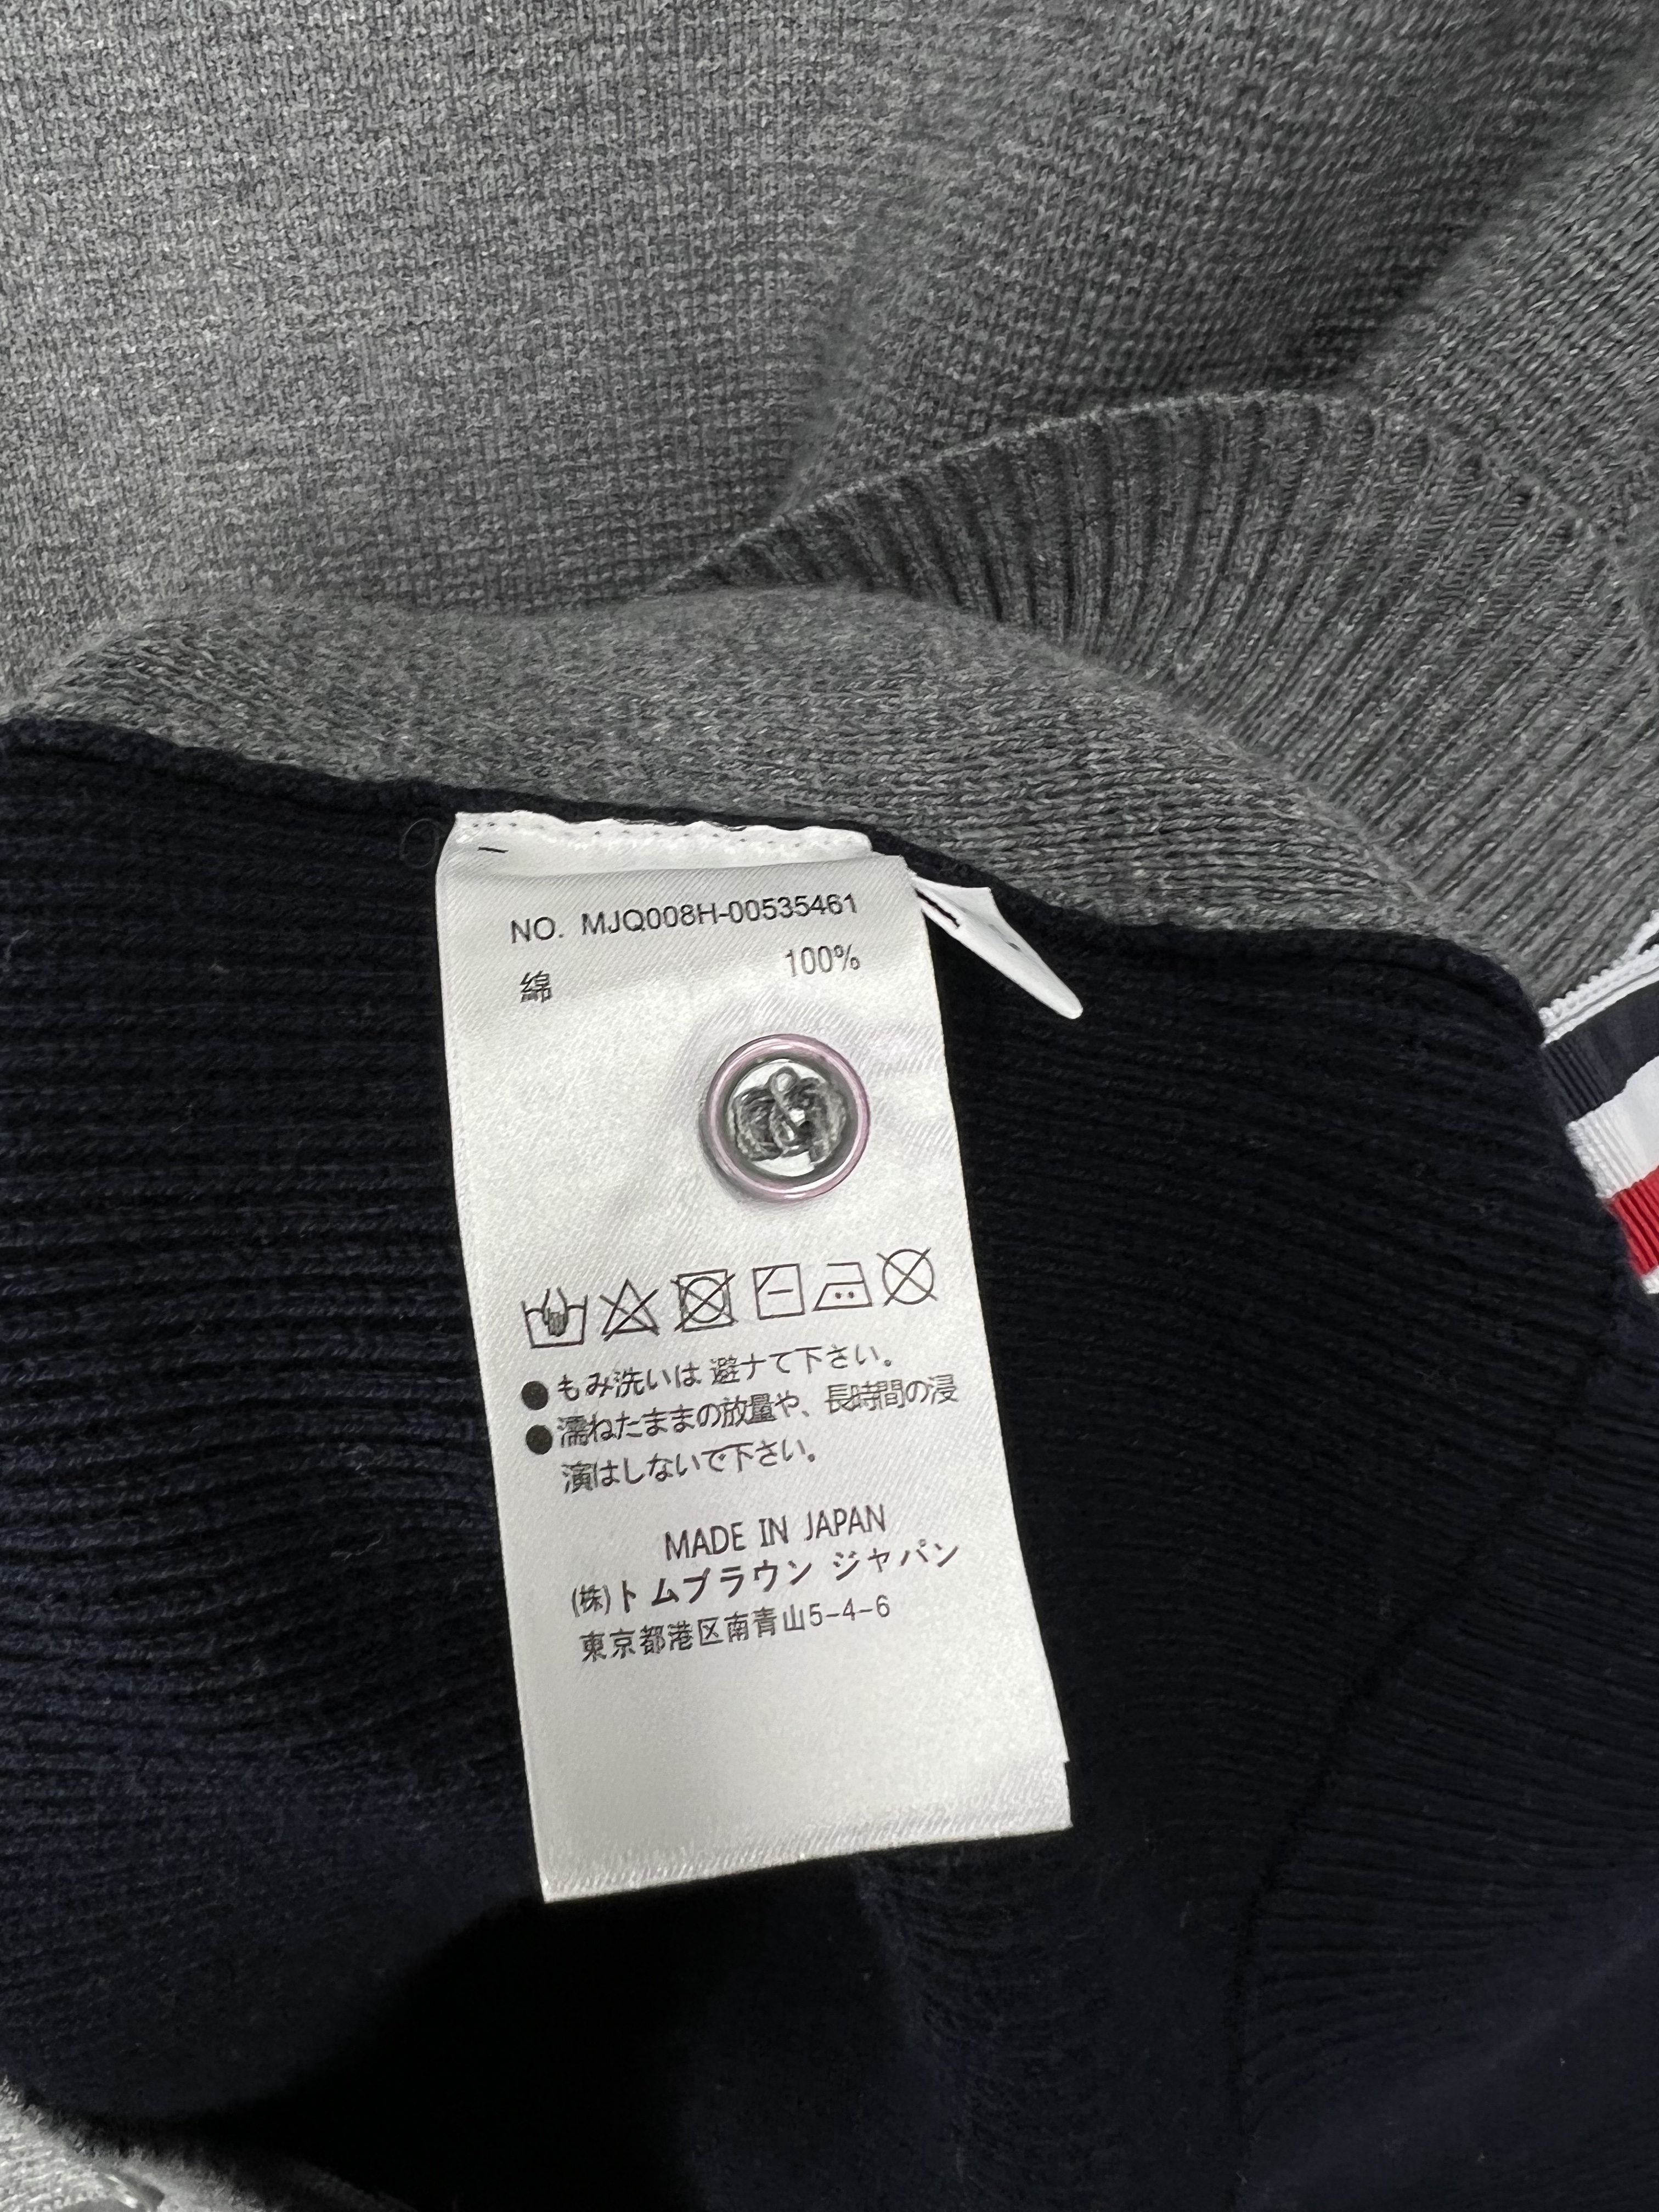 NO. MJQ008H-00535461
綿 100%
●もみ洗いは 避ナて下さい。
●濡ねたままの放量や、長時間の浸
演はしないで下さい。
MADE IN JAPAN
(株)トムブラウン ジャパン
東京都港区南青山5-4-6